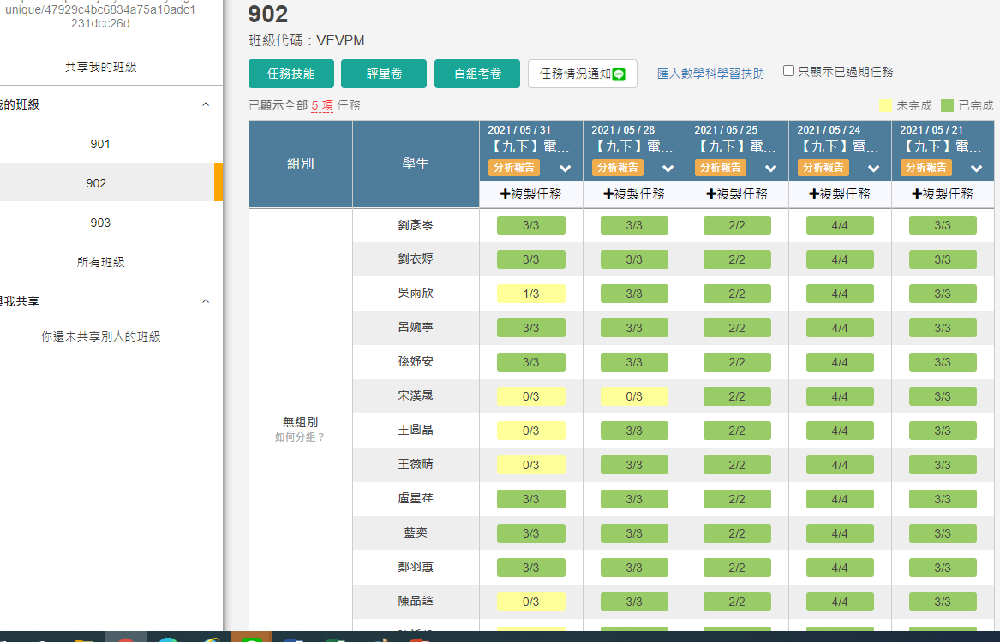 unique/47929c4bc6834a75a10adc1
231dcc26d
共享我的班級
的班級
901
902
903
所有班級
我共享
你還未共享別人的班級
902
班級代碼：VEVPM
任務技能
評量卷
自組考卷
任務情況通知
匯入數學科學習扶助
只顯示已過期任務
已顯示全部 5 項 任務
未完成
已完成
組別
學生
2021 / 05 / 31
【九下】電...
分析報告
✚複製任務
2021 / 05 / 28
【九下】電...
分析報告
✚複製任務
2021 / 05 / 25
【九下】電...
分析報告
✚複製任務
2021 / 05 / 24
【九下】電...
分析報告
✚複製任務
2021 / 05 / 21
【九下】電...
分析報告
✚複製任務
無組別
如何分組？
劉彥岑 3/3 3/3 2/2 4/4 3/3
劉衣婷 3/3 3/3 2/2 4/4 3/3
吳雨欣 1/3 3/3 2/2 4/4 3/3
呂婉寧 3/3 3/3 2/2 4/4 3/3
孫妤安 3/3 3/3 2/2 4/4 3/3
宋漢晟 0/3 0/3 2/2 4/4 3/3
王圓晶 0/3 3/3 2/2 4/4 3/3
王薇晴 0/3 3/3 2/2 4/4 3/3
盧星荏 3/3 3/3 2/2 4/4 3/3
藍奕 3/3 3/3 2/2 4/4 3/3
鄭羽惠 3/3 3/3 2/2 4/4 3/3
陳品諠 0/3 3/3 2/2 4/4 3/3